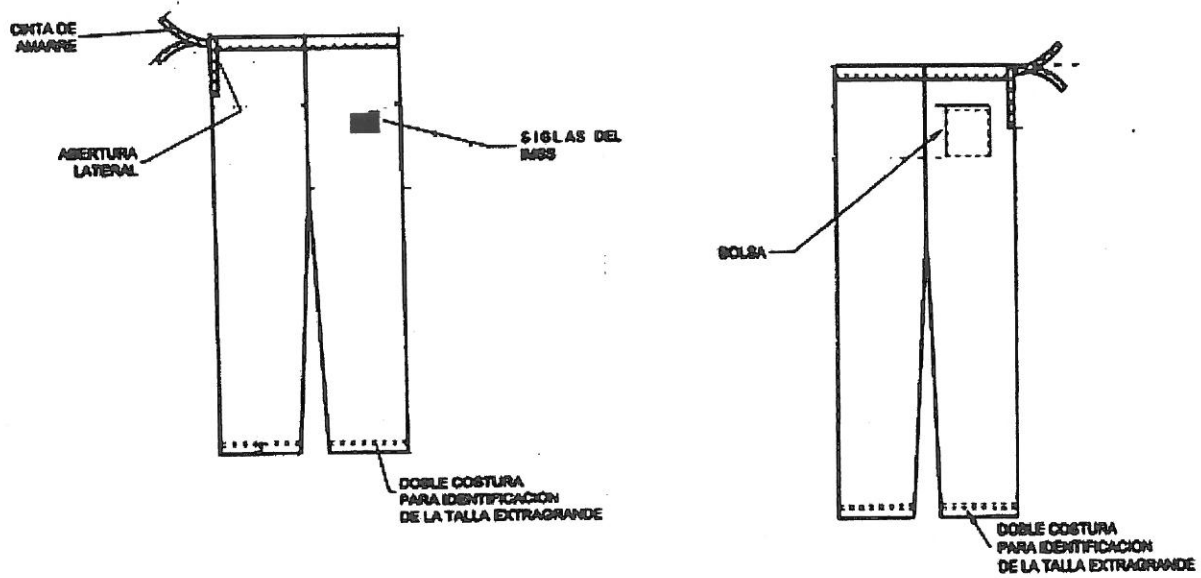 CINTA DE
AMARRE
ABERTURA
LATERAL
SIGLAS DEL
IMSS
DOBLE COSTURA
PARA IDENTIFICACION
DE LA TALLA EXTRAGRANDE
BOLSA
DOBLE COSTURA
PARA IDENTIFICACION
DE LA TALLA EXTRAGRANDE